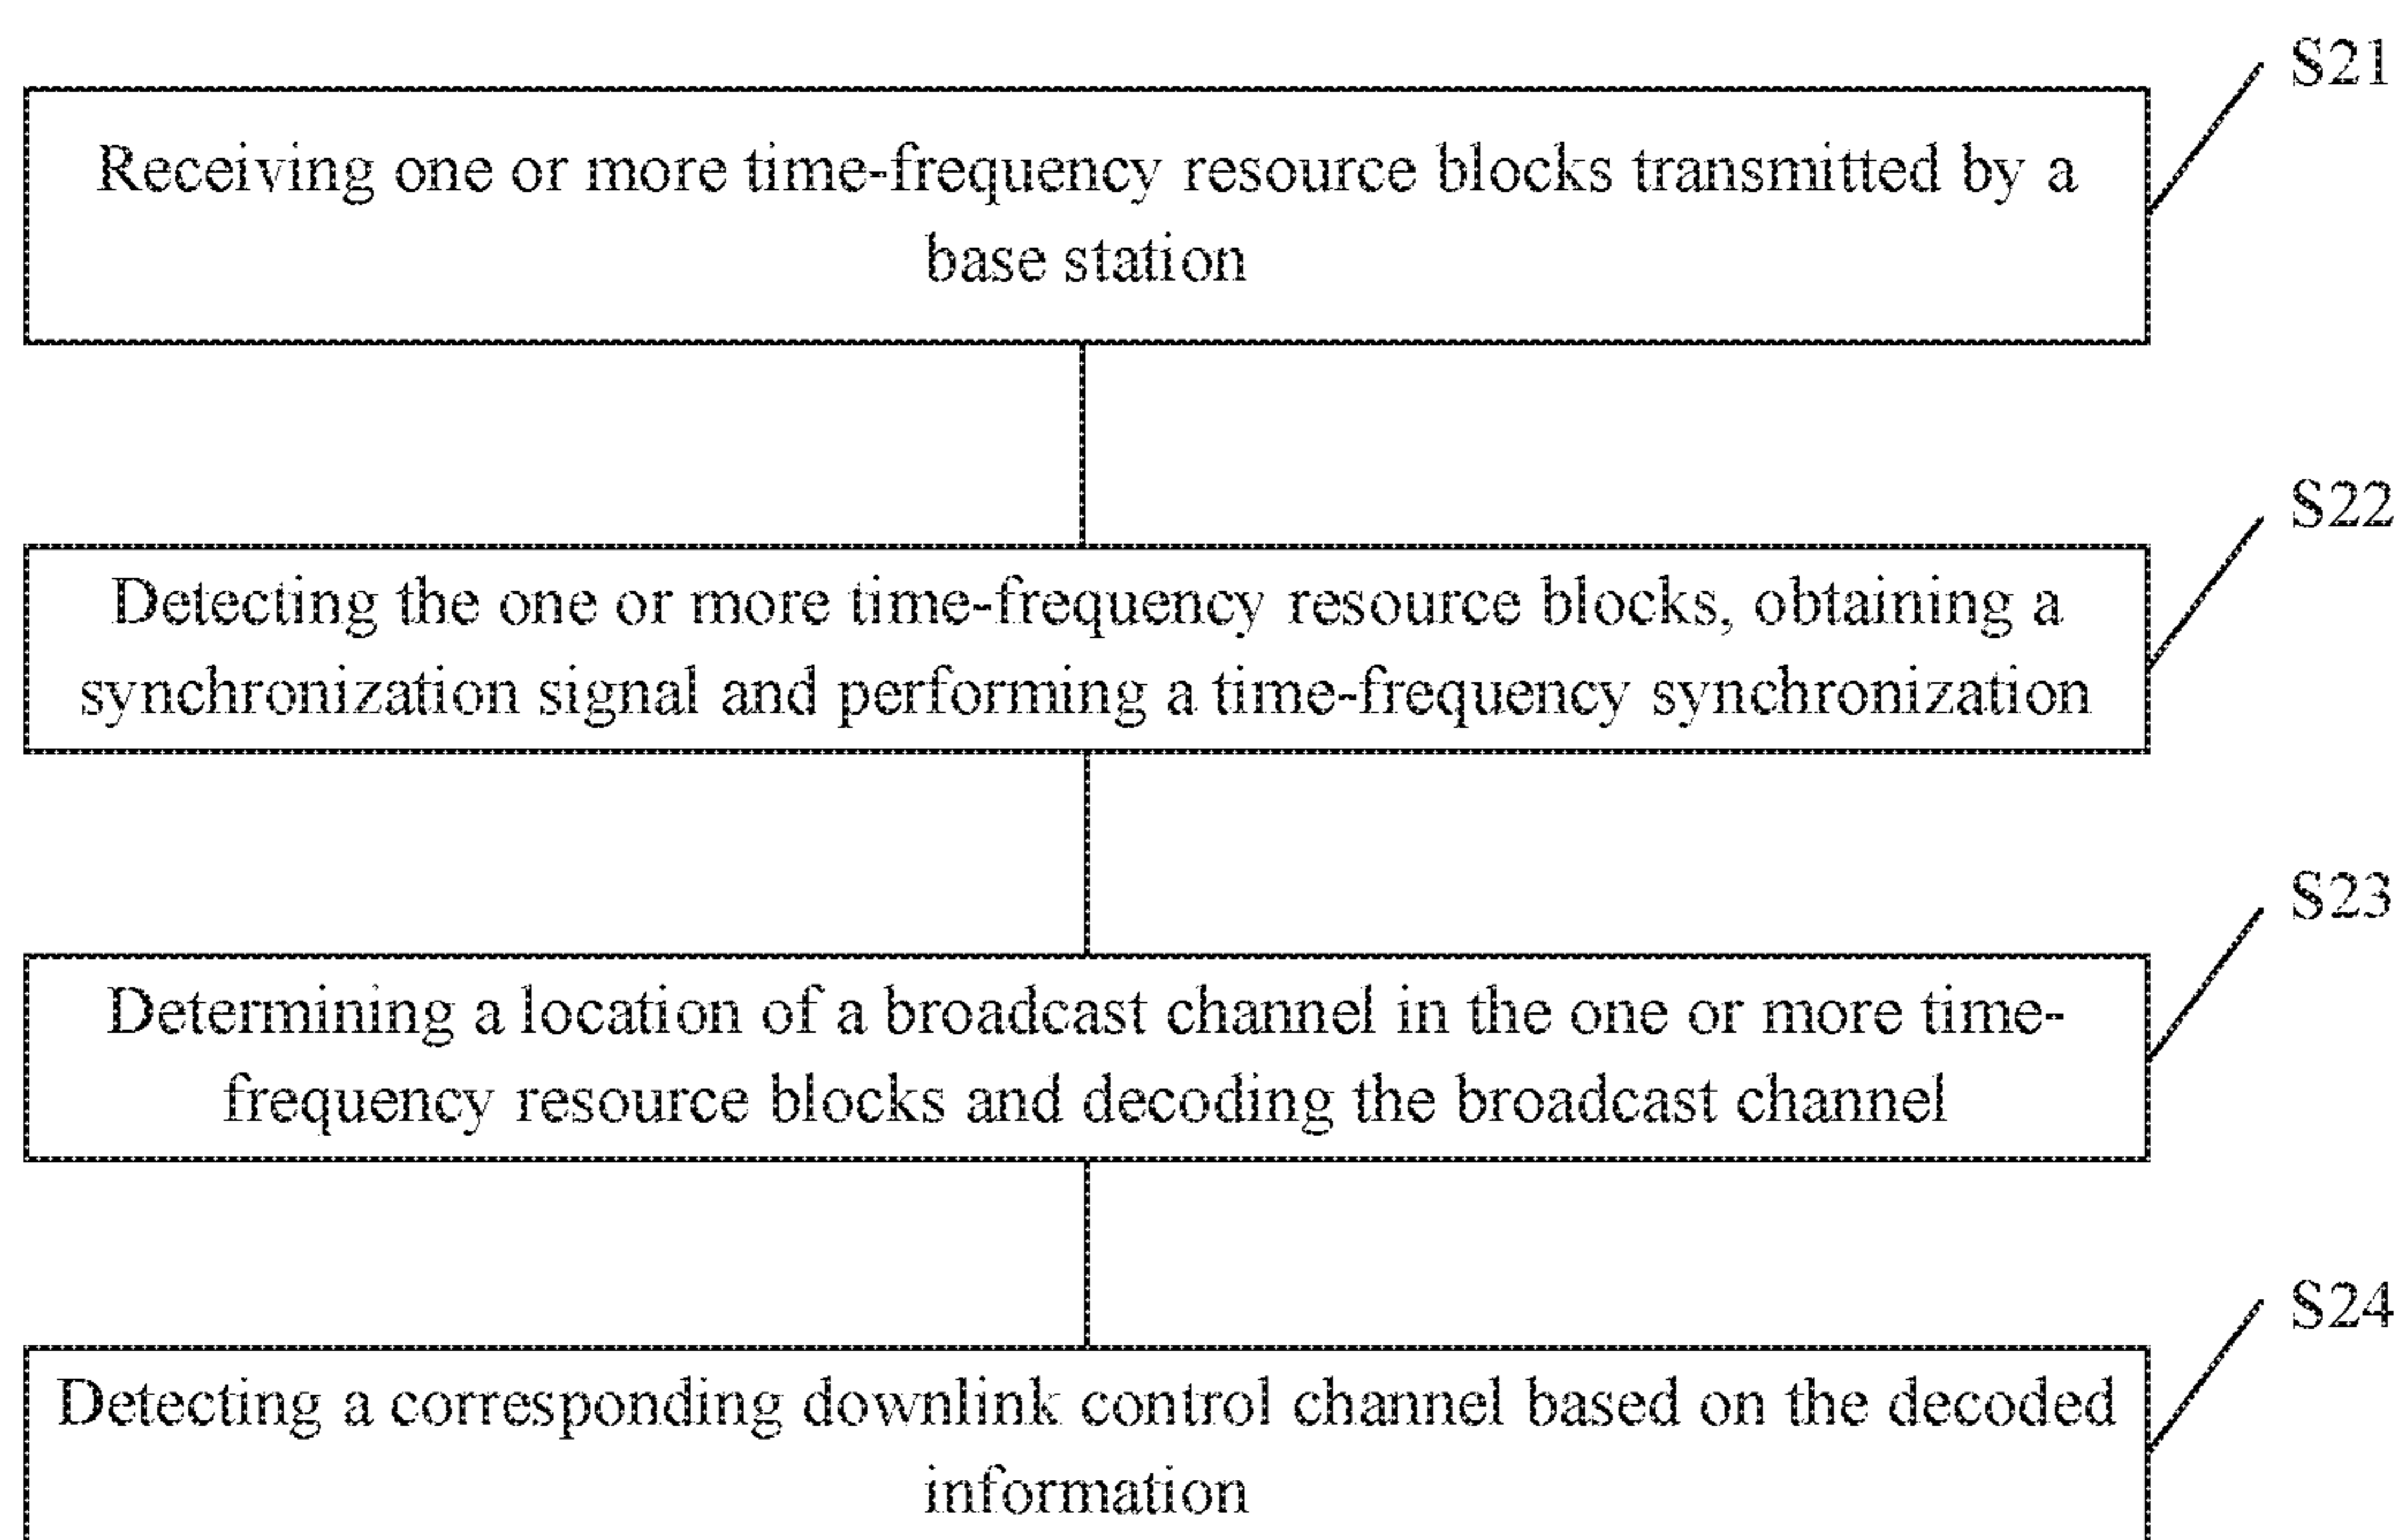 S21
Receiving one or more time-frequency resource blocks transmitted by a
base station
S22
Detecting the one or more time-frequency resource blocks, obtaining a
synchronization signal and performing a time-frequency synchronization
S23
Determining a location of a broadcast channel in the one or more time-
frequency resource blocks and decoding the broadcast channel
S24
Detecting a corresponding downlink control channel based on the decoded
information